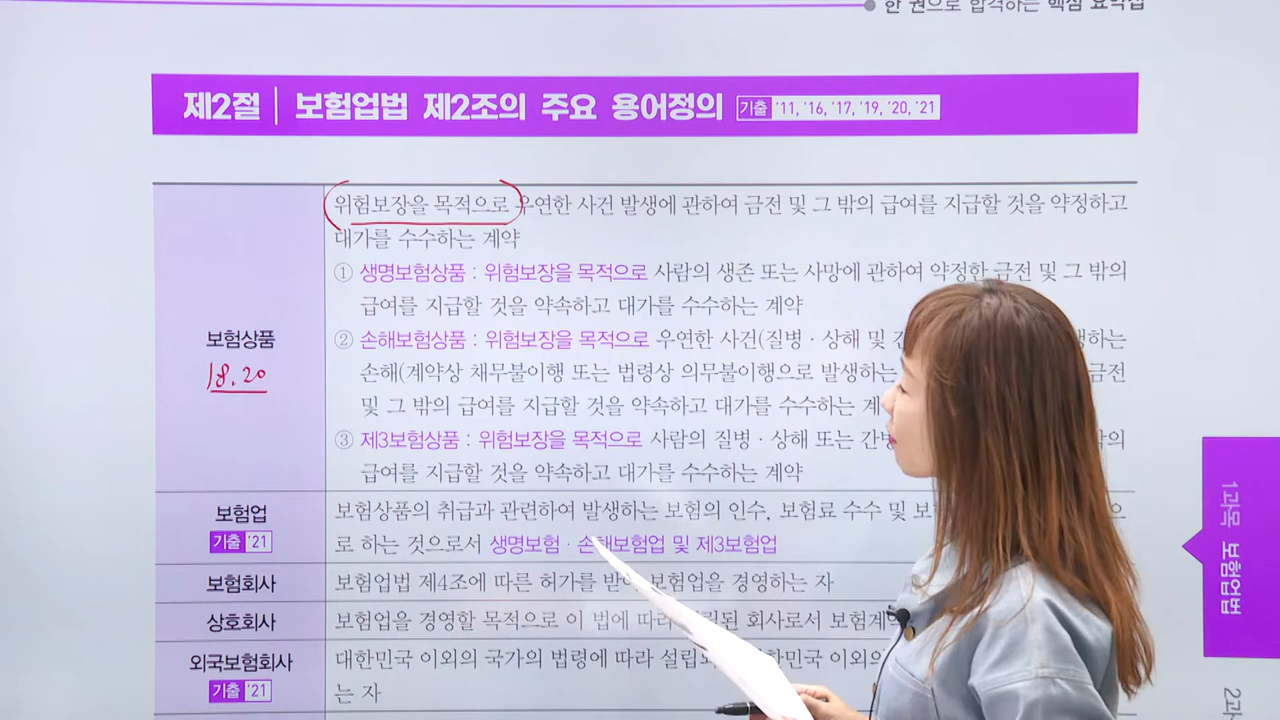 한 권으로 합격하는 핵심 요약집
제2절 보험업법 제2조의 주요 용어정의 기출 '11, '16, '17, '19, '20, '21
보험상품
18.20
위험보장을 목적으로 우연한 사건 발생에 관하여 금전 및 그 밖의 급여를 지급할 것을 약정하고
대가를 수수하는 계약
① 생명보험상품 : 위험보장을 목적으로 사람의 생존 또는 사망에 관하여 약정한 금전 및 그 밖의
급여를 지급할 것을 약속하고 대가를 수수하는 계약
② 손해보험상품 : 위험보장을 목적으로 우연한 사건(질병 · 상해 및
손해(계약상 채무불이행 또는 법령상 의무불이행으로 발생하는 금전
및 그 밖의 급여를 지급할 것을 약속하고 대가를 수수하는
③ 제3보험상품 : 위험보장을 목적으로 사람의 질병 · 상해 또는
급여를 지급할 것을 약속하고 대가를 수수하는 계약
보험업
기출 '21
보험상품의 취급과 관련하여 발생하는 보험의 인수, 보험료 수수 및
로 하는 것으로서 생명보험 · 손해보험업 및 제3보험업
보험회사
보험업법 제4조에 따른 허가를 받아 보험업을 경영하는 자
상호회사
보험업을 경영할 목적으로 이 법에 따라 설립된 회사로서
외국보험회사
기출 '21
대한민국 이외의 국가의 법령에 따라 이외의
는 자
1과목 보험업법